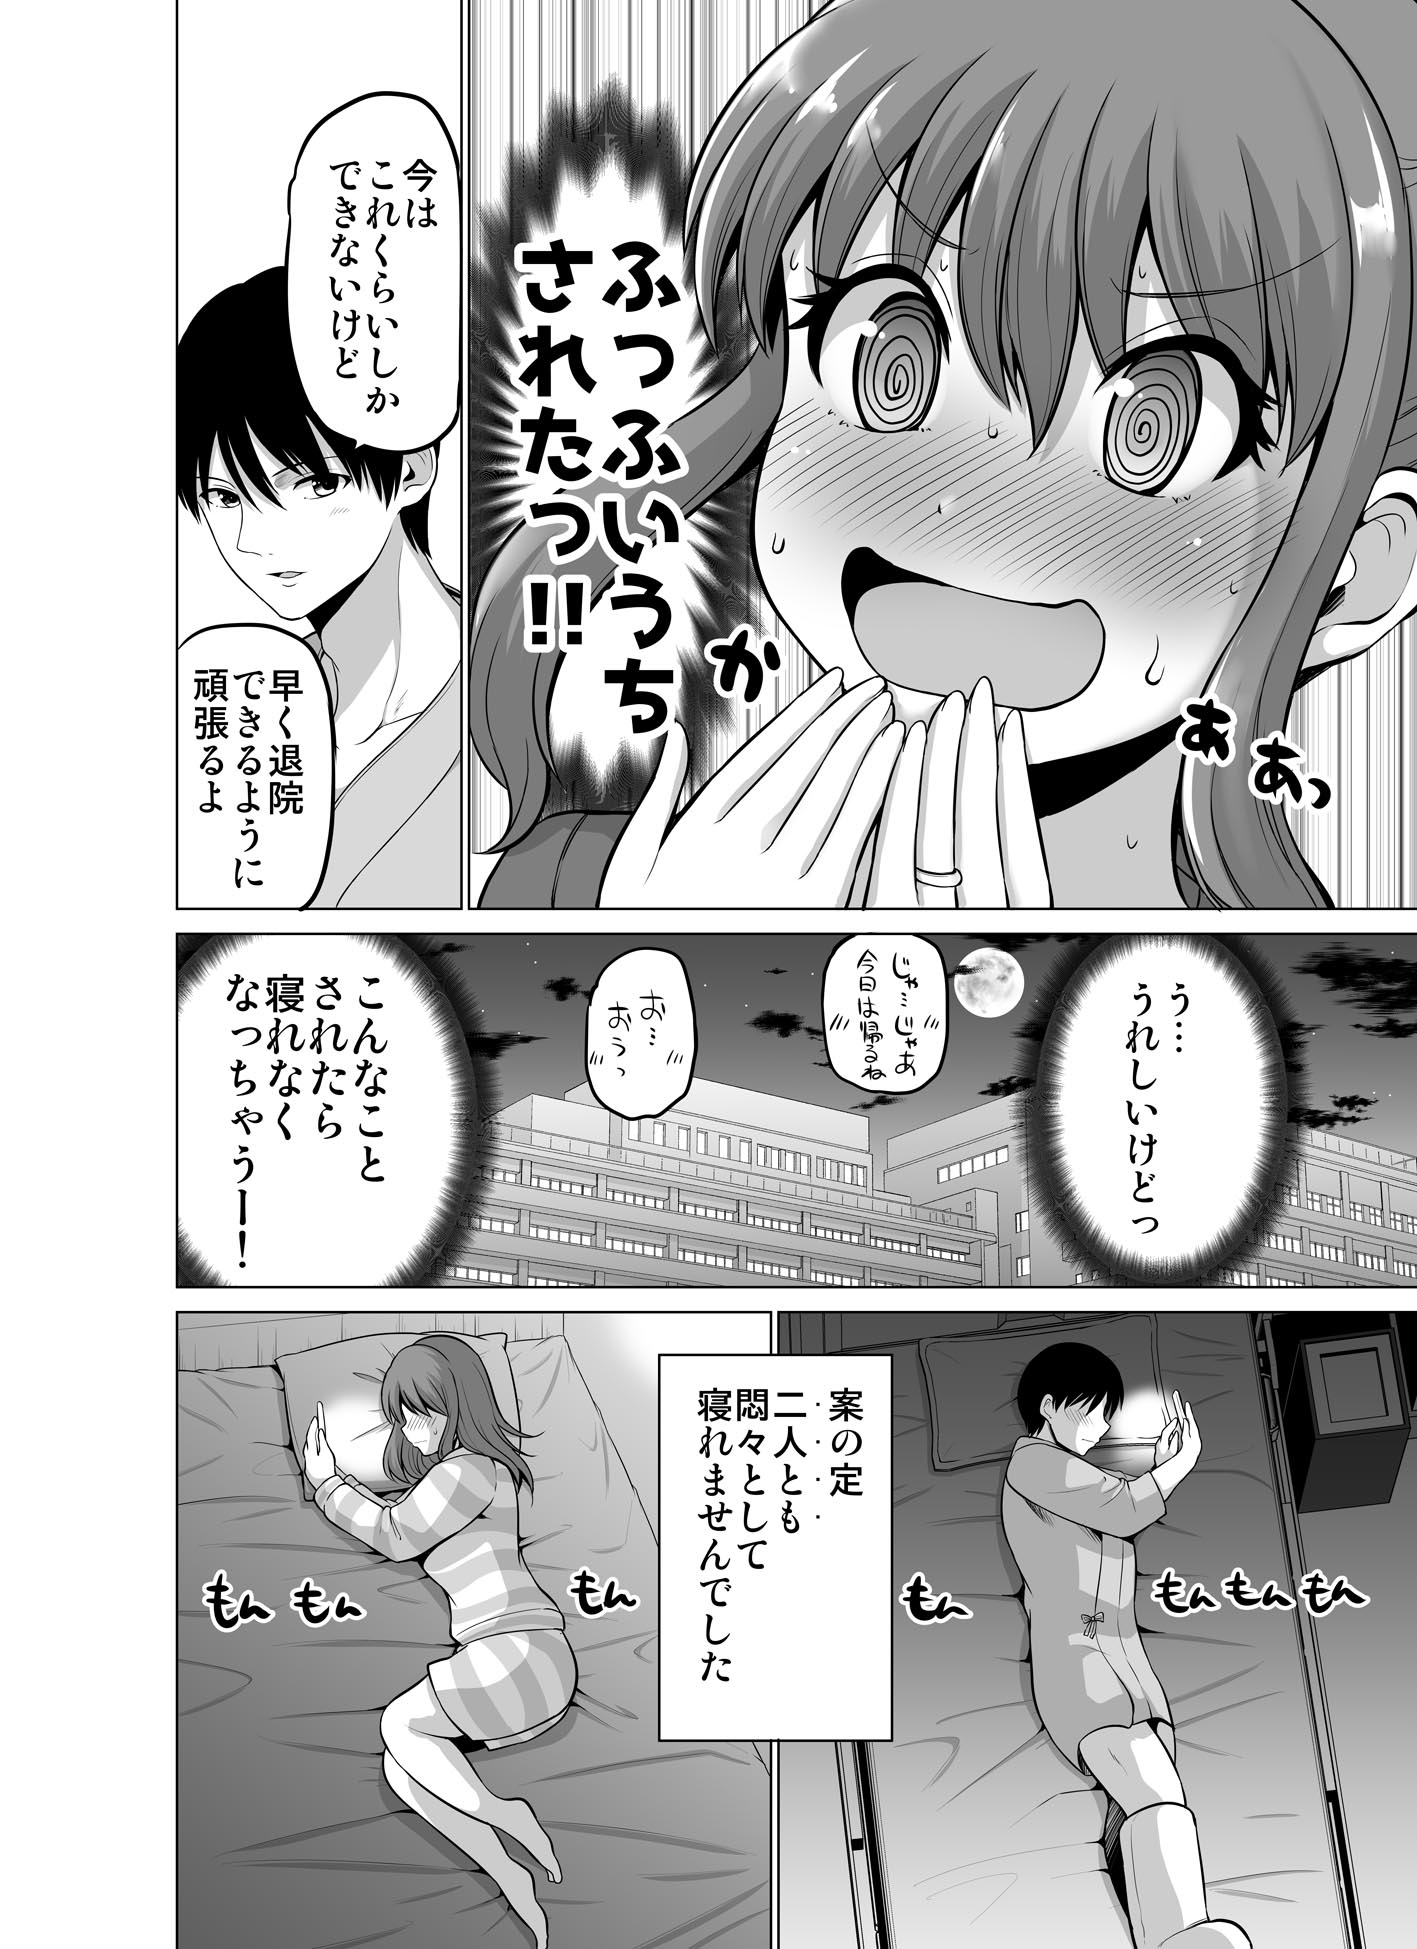 ふっふいうち
されたっ!!
かぁあっ
今は
これくらいしか
できないけど
早く退院
できるように
頑張るよ
う…
うれしいけどっ
じゃ…じゃあ
今日は帰るね
お…
おうっ
こんなこと
されたら
寝れなく
なっちゃうー!
案の定
二人とも
悶々として
寝れませんでした
もんもんもん
もん
もん
もんもん